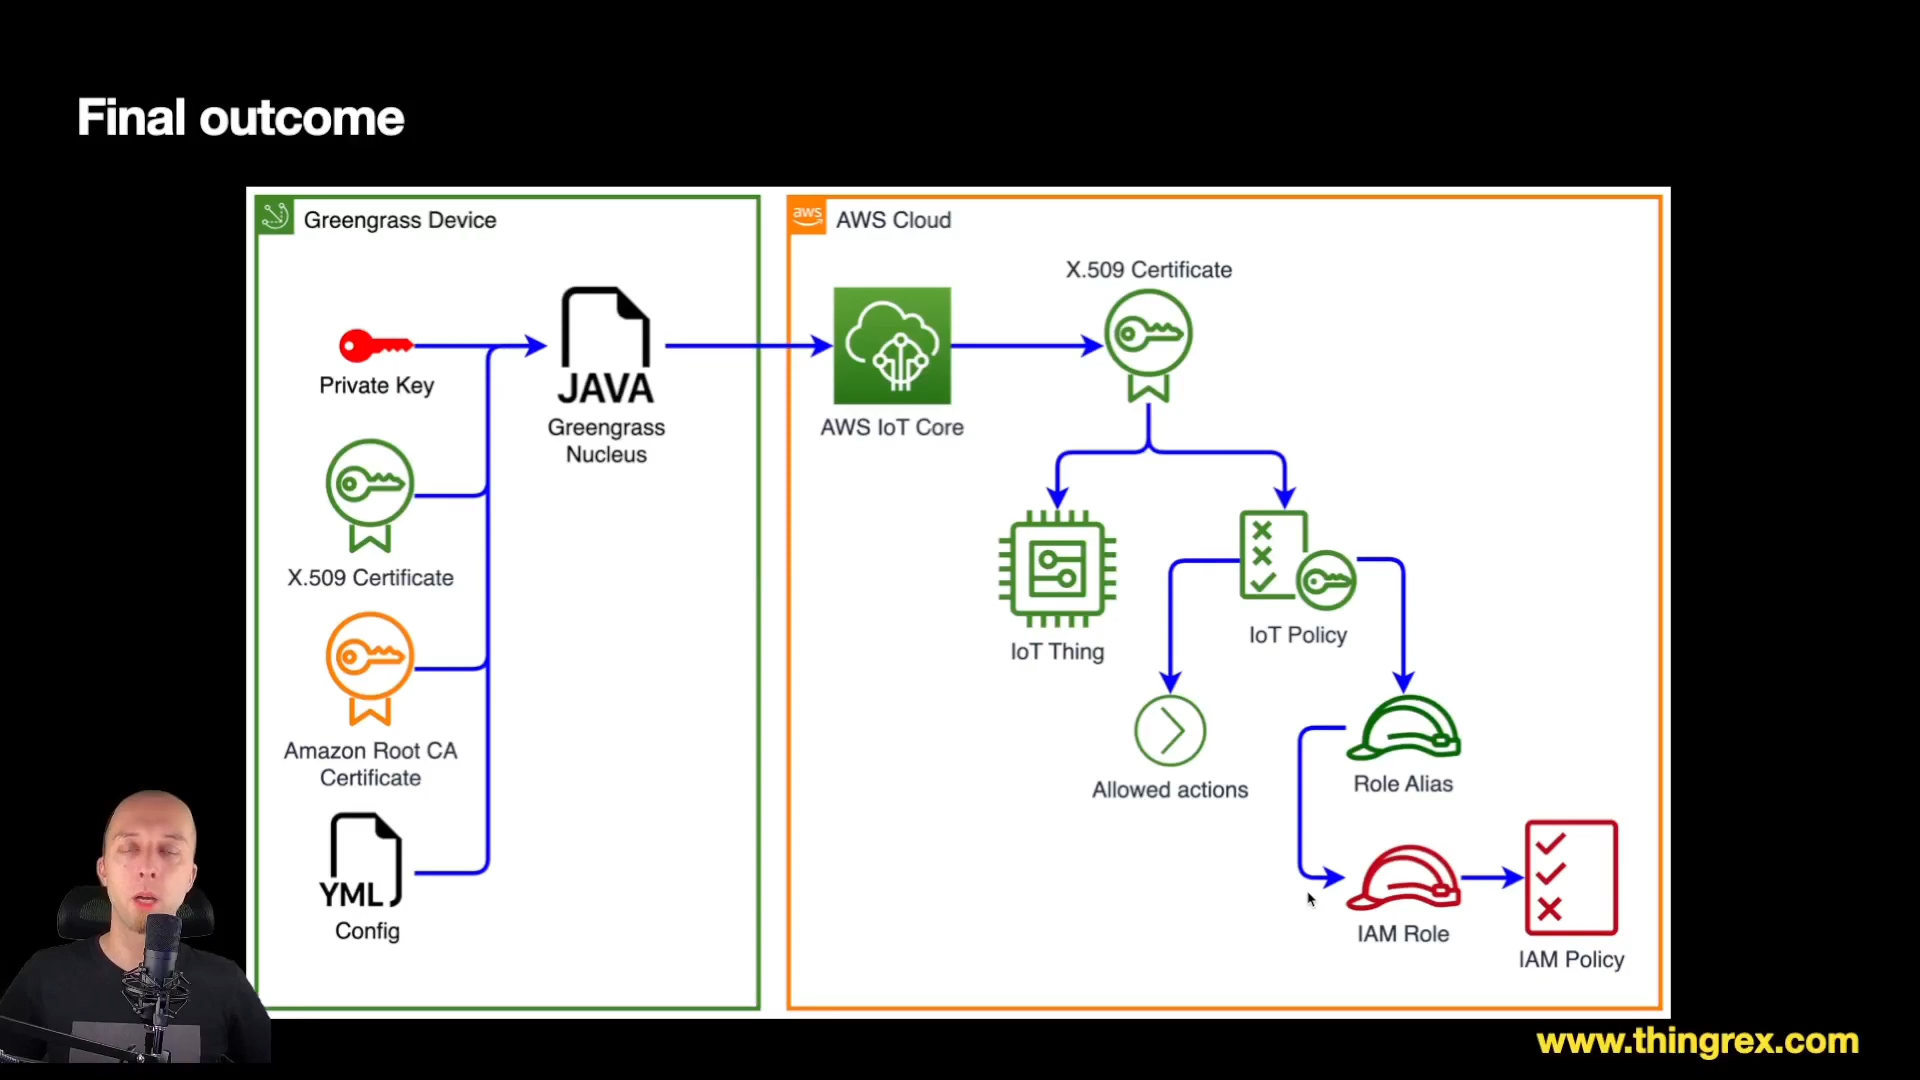 Final outcome
Greengrass Device
aws
AWS Cloud
X.509 Certificate
Private Key
JAVA
Greengrass
Nucleus
AWS IoT Core
X.509 Certificate
IoT Thing
IoT Policy
Amazon Root CA
Certificate
Allowed actions
Role Alias
YML
Config
IAM Role
IAM Policy
www.thingrex.com